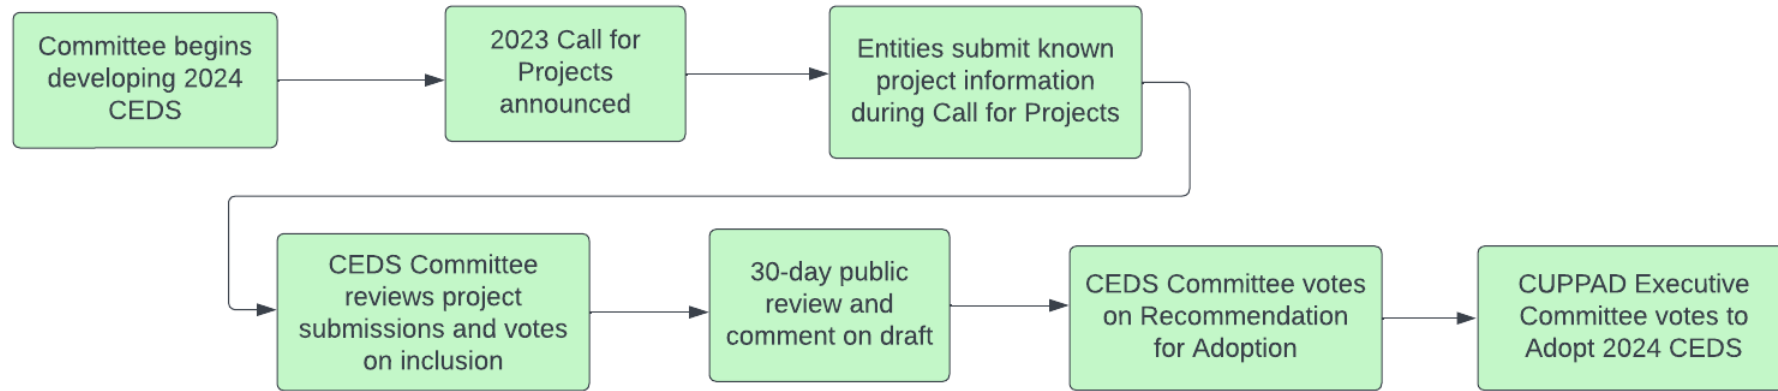 Committee begins
developing 2024
CEDS
2023 Call for
Projects
announced
Entities submit known
project information
during Call for Projects
CEDS Committee
reviews project
submissions and votes
on inclusion
30-day public
review and
comment on draft
CEDS Committee votes
on Recommendation
for Adoption
CUPPAD Executive
Committee votes to
Adopt 2024 CEDS